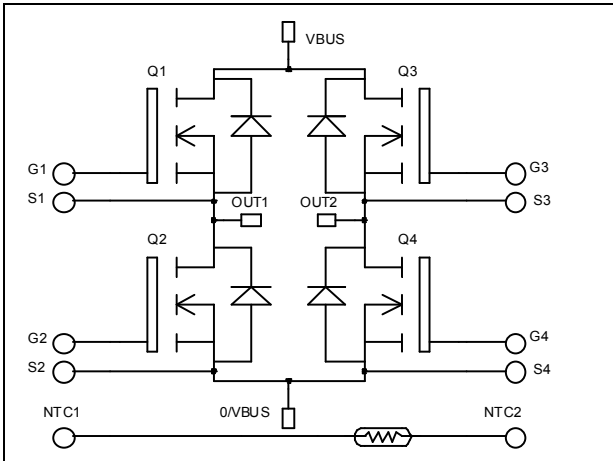 VBUS
Q1 Q3
G1 G3
S1 S3
OUT1 OUT2
Q2 Q4
G2 G4
S2 S4
NTC1 0/VBUS NTC2